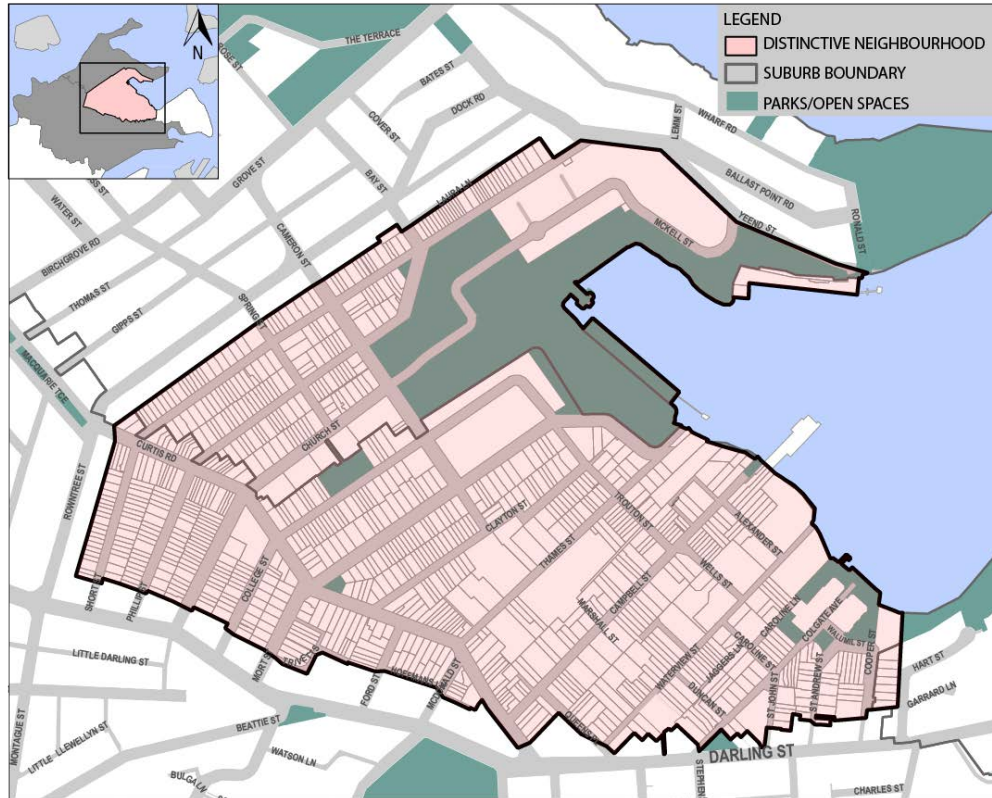 N
LEGEND
DISTINCTIVE NEIGHBOURHOOD
SUBURB BOUNDARY
PARKS/OPEN SPACES
ROSE ST
THE TERRACE
BATES ST
COVER ST
DOCK RD
LEMM ST
WHARF RD
GROVE ST
BAY ST
LAURA LN
BALLAST POINT RD
YEEND ST
RONALD ST
MCKELL ST
WATER ST
CAMERON ST
BIRCHGROVE RD
THOMAS ST
SPRING ST
GIPPS ST
MACQUARIE TCE
CHURCH ST
CURTIS RD
ROWNTREE ST
CLAYTON ST
TROUTON ST
ALEXANDER ST
THAMES ST
WELLS ST
SHORT ST
PHILLIP ST
COLLEGE ST
CAMPBELL ST
MARSHALL ST
CAROLINE LN
COLGATE AVE
CAROLINE ST
COOPER ST
WATERVIEW ST
JAGGERS LN
LITTLE DARLING ST
MORT ST
FORD ST
MCDONALD ST
DUNCAN ST
ST JOHN ST
ST ANDREW ST
HART ST
GARRARD LN
MONTAGUE ST
BEATTIE ST
WATSON LN
DARLING ST
CHARLES ST